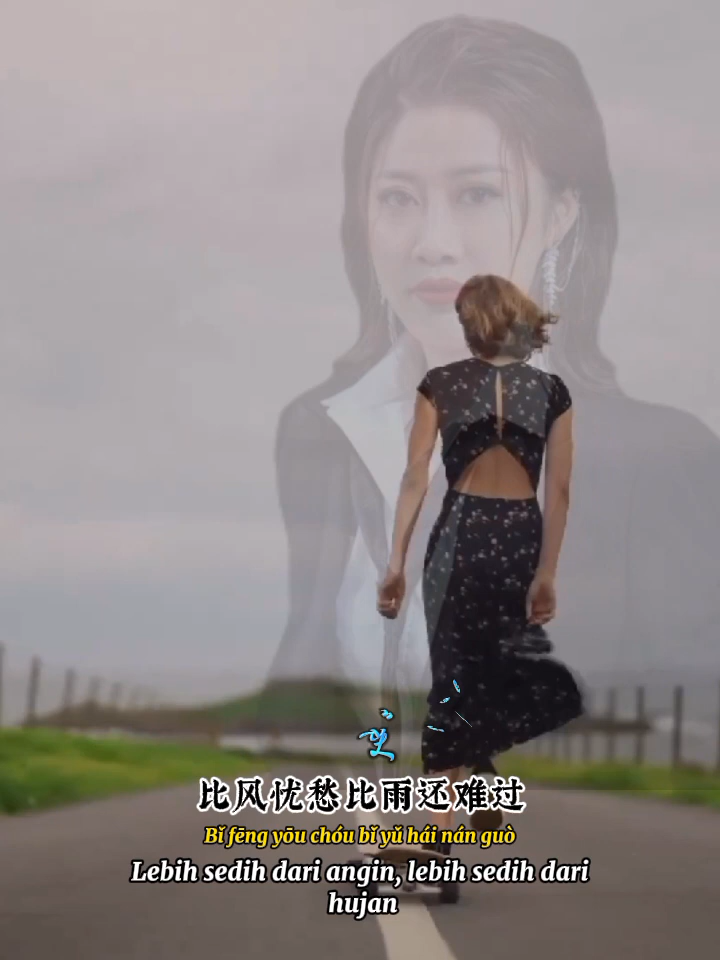 比风忧愁比雨还难过
Bǐ fēng yōu chóu bǐ yǔ hái nán guò
Lebih sedih dari angin, lebih sedih dari
hujan